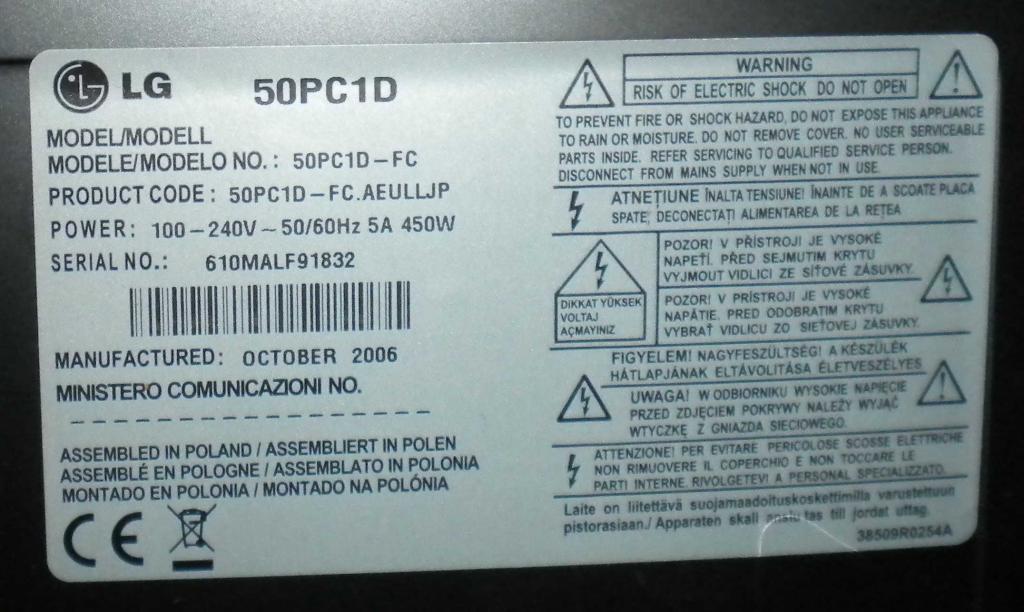 LG 50PC1D
MODEL/MODELL
MODELE/MODELO NO.: 50PC1D-FC
PRODUCT CODE: 50PC1D-FC.AEULLJP
POWER: 100-240V~50/60Hz 5A 450W
SERIAL NO.: 610MALF91832
MANUFACTURED: OCTOBER 2006
MINISTERO COMUNICAZIONI NO.
ASSEMBLED IN POLAND / ASSEMBLIERT IN POLEN
ASSEMBLÉ EN POLOGNE / ASSEMBLATO IN POLONIA
MONTADO EN POLONIA / MONTADO NA POLÓNIA
CE
WARNING
RISK OF ELECTRIC SHOCK DO NOT OPEN
TO PREVENT FIRE OR SHOCK HAZARD, DO NOT EXPOSE THIS APPLIANCE
TO RAIN OR MOISTURE. DO NOT REMOVE COVER. NO USER SERVICEABLE
PARTS INSIDE. REFER SERVICING TO QUALIFIED SERVICE PERSON.
DISCONNECT FROM MAINS SUPPLY WHEN NOT IN USE.
ATNEȚIUNE ÎNALTA TENSIUNE! ÎNAINTE DE A SCOATE PLACA
SPATE, DECONECTAȚI ALIMENTAREA DE LA REȚEA
DIKKAT YÜKSEK
VOLTAJ
AÇMAYINIZ
POZOR! V PŘÍSTROJI JE VYSOKÉ
NAPETÍ. PŘED SEJMUTIM KRYTU
VYJMOUT VIDLICI ZE SÍTOVÉ ZÁSUVKY.
POZOR! V PRÍSTROJI JE VYSOKÉ
NAPÄTIE. PRED ODOBRATIM KRYTU
VYBRAŤ VIDLICU ZO SIEŤOVEJ ZÁSUVKY.
FIGYELEM! NAGYFESZÜLTSÉG! A KÉSZÜLÉK
HÁTLAPJÁNAK ELTÁVOLITÁSA ÉLETVESZÉLYES
UWAGA! W ODBIORNIKU WYSOKIE NAPIĘCIE
PRZED ZDJĘCIEM POKRYWY NALEŻY WYJĄĆ
WTYCZKĘ Z GNIAZDA SIECIOWEGO.
ATTENZIONE! PER EVITARE PERICOLOSE SCOSSE ELETTRICHE
NON RIMUOVERE IL COPERCHIO E NON TOCCARE LE
PARTI INTERNE. RIVOLGETEVI A PERSONAL SPECIALIZZATO.
Laite on liitettävä suojamaadoituskoskettimilla varustettuun
pistorasiaan./ Apparaten skall anslutas till jordat uttag.
38509R0254A